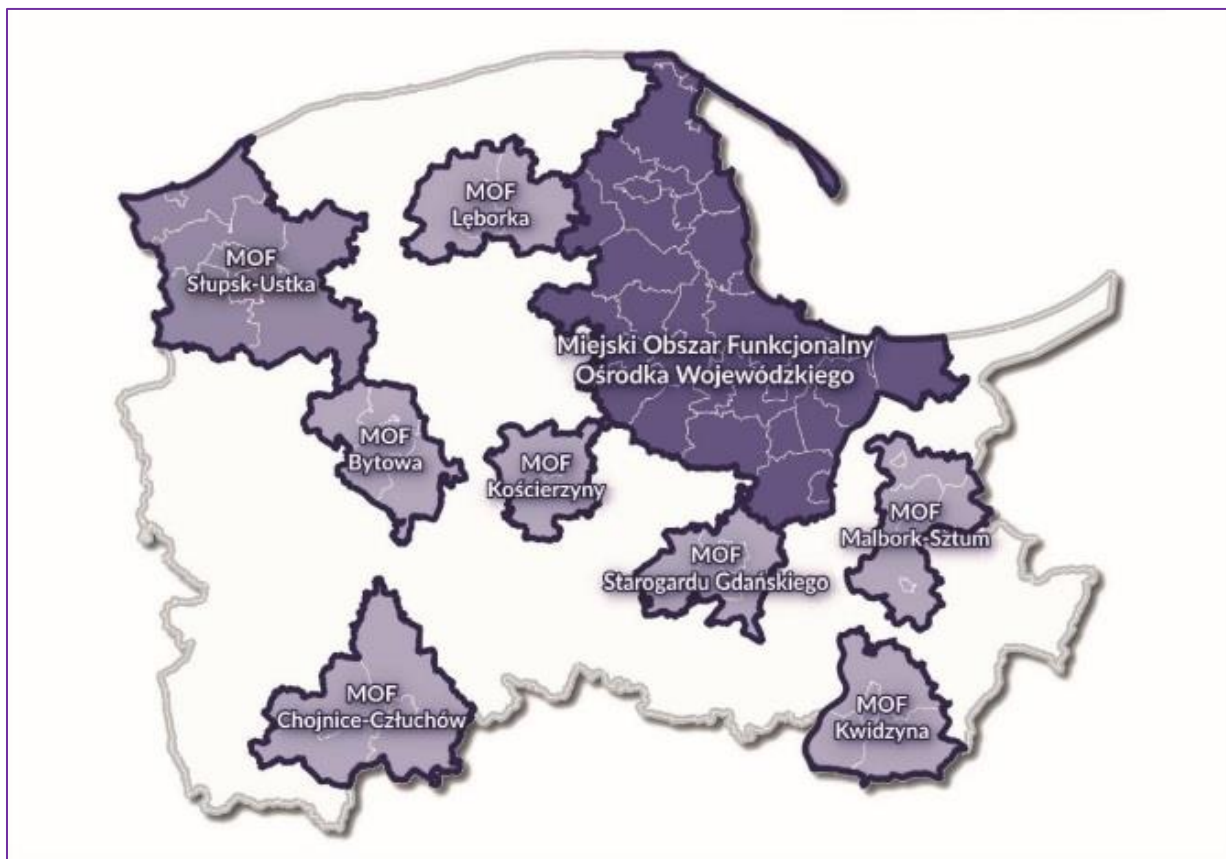 MOF
Lęborka
MOF
Słupsk-Ustka
Miejski Obszar Funkcjonalny
Ośrodka Wojewódzkiego
MOF
Bytowa
MOF
Kościerzyny
MOF
Malbork-Sztum
MOF
Starogardu Gdańskiego
MOF
Chojnice-Człuchów
MOF
Kwidzyna